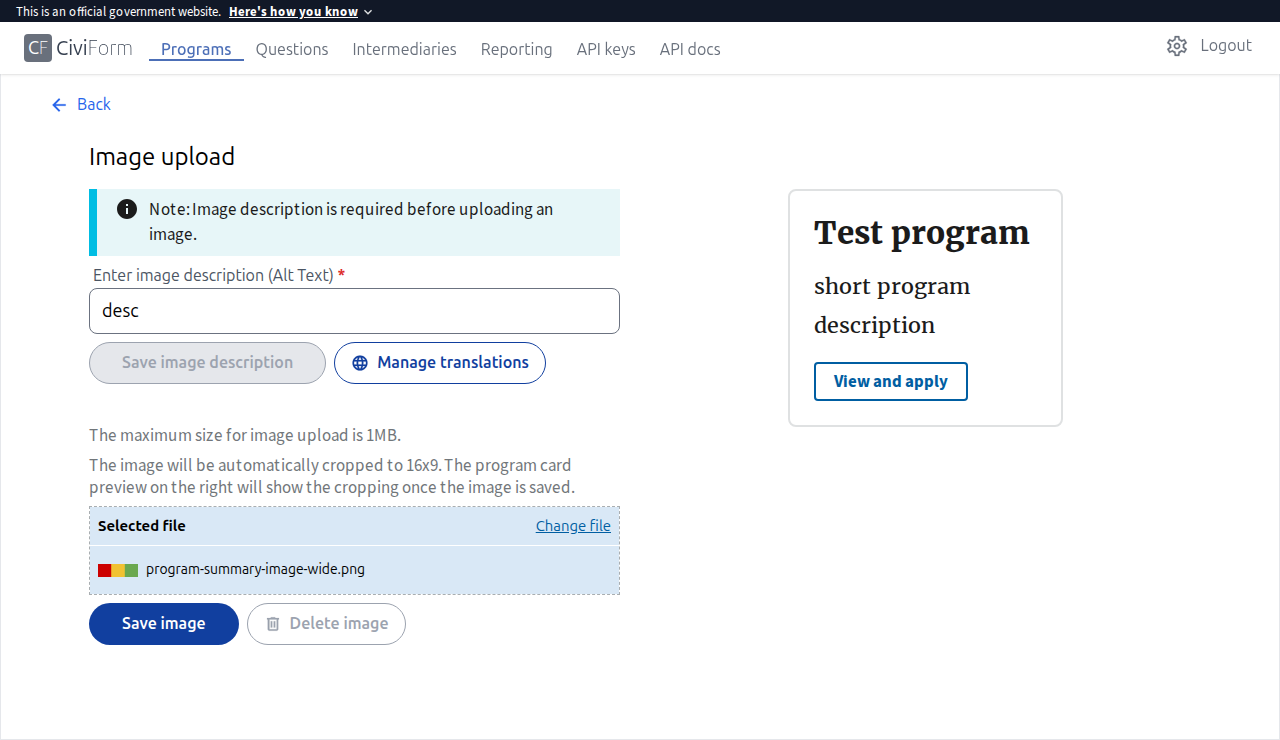 This is an official government website. Here's how you know
CF CiviForm Programs Questions Intermediaries Reporting API keys API docs Logout
Back
Image upload
Note: Image description is required before uploading an
image.
Enter image description (Alt Text) *
desc
Save image description Manage translations
The maximum size for image upload is 1MB.
The image will be automatically cropped to 16x9. The program card
preview on the right will show the cropping once the image is saved.
Selected file Change file
program-summary-image-wide.png
Save image Delete image
Test program
short program
description
View and apply